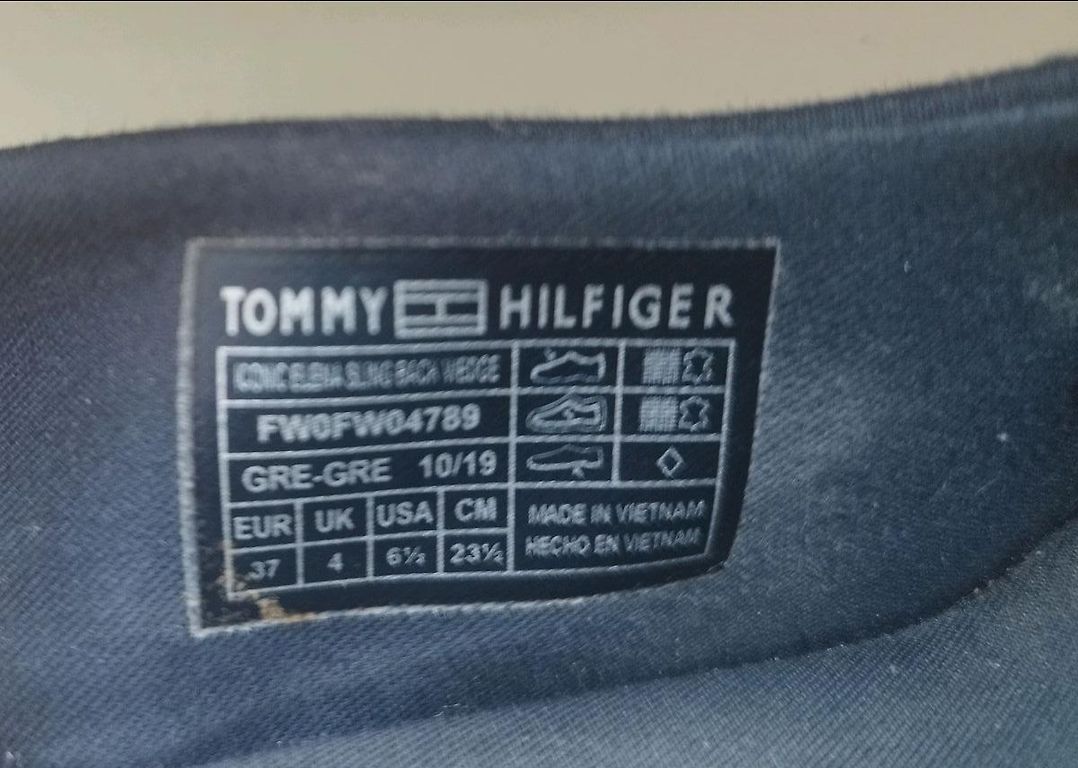 TOMMY HILFIGER
ICONIC ELENA SLING BACK WEDGE
FW0FW04789
GRE-GRE 10/19
EUR UK USA CM
37 4 6½ 23½
MADE IN VIETNAM
HECHO EN VIETNAM